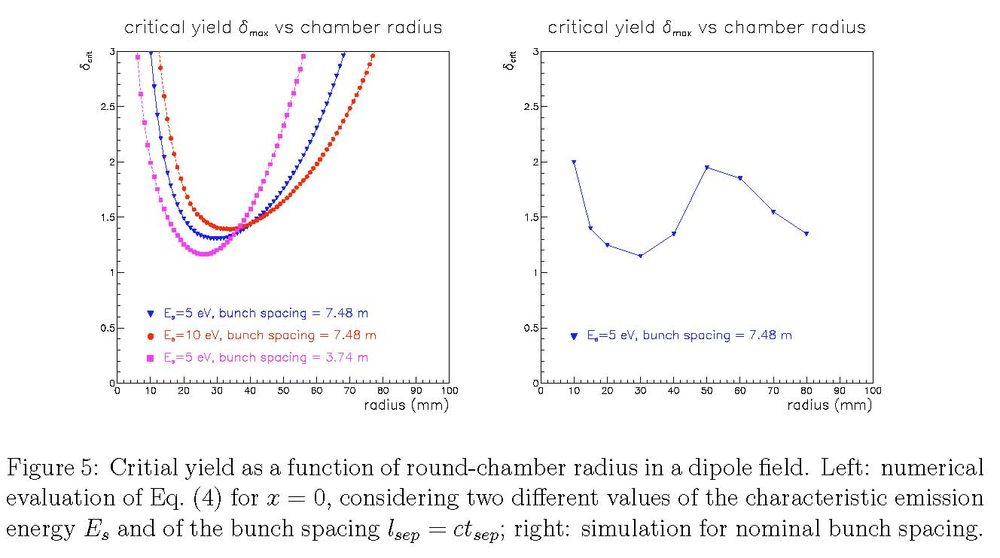 critical yield δmax vs chamber radius
δcrit
3
2.5
2
1.5
1
0.5
0
Es=5 eV, bunch spacing = 7.48 m
Es=10 eV, bunch spacing = 7.48 m
Es=5 eV, bunch spacing = 3.74 m
0 10 20 30 40 50 60 70 80 90 100
radius (mm)
critical yield δmax vs chamber radius
δcrit
3
2.5
2
1.5
1
0.5
0
Es=5 eV, bunch spacing = 7.48 m
0 10 20 30 40 50 60 70 80 90 100
radius (mm)
Figure 5: Critial yield as a function of round-chamber radius in a dipole field. Left: numerical
evaluation of Eq. (4) for x = 0, considering two different values of the characteristic emission
energy Es and of the bunch spacing lsep = ctsep; right: simulation for nominal bunch spacing.